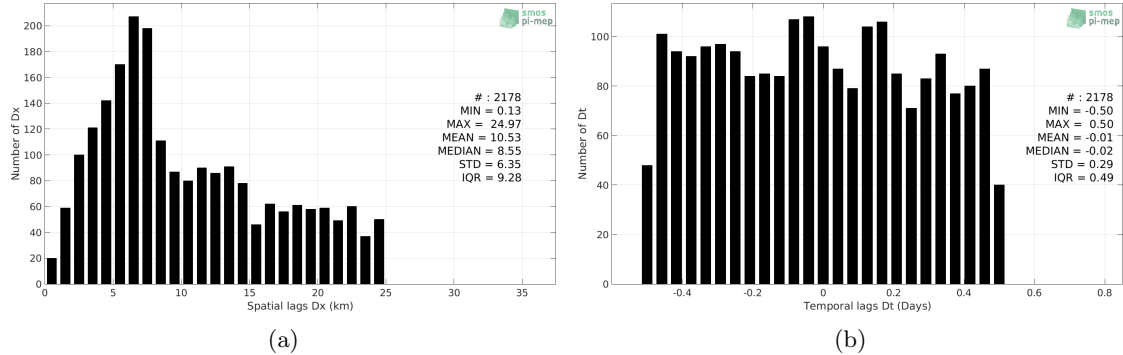 smos
pi-mep
200
180
160
140
120
100
80
60
40
20
0
Number of Dx
# : 2178
MIN = 0.13
MAX = 24.97
MEAN = 10.53
MEDIAN = 8.55
STD = 6.35
IQR = 9.28
0 5 10 15 20 25 30 35
Spatial lags Dx (km)
(a)
smos
pi-mep
100
80
60
40
20
0
Number of Dt
# : 2178
MIN = -0.50
MAX = 0.50
MEAN = -0.01
MEDIAN = -0.02
STD = 0.29
IQR = 0.49
-0.4 -0.2 0 0.2 0.4 0.6 0.8
Temporal lags Dt (Days)
(b)